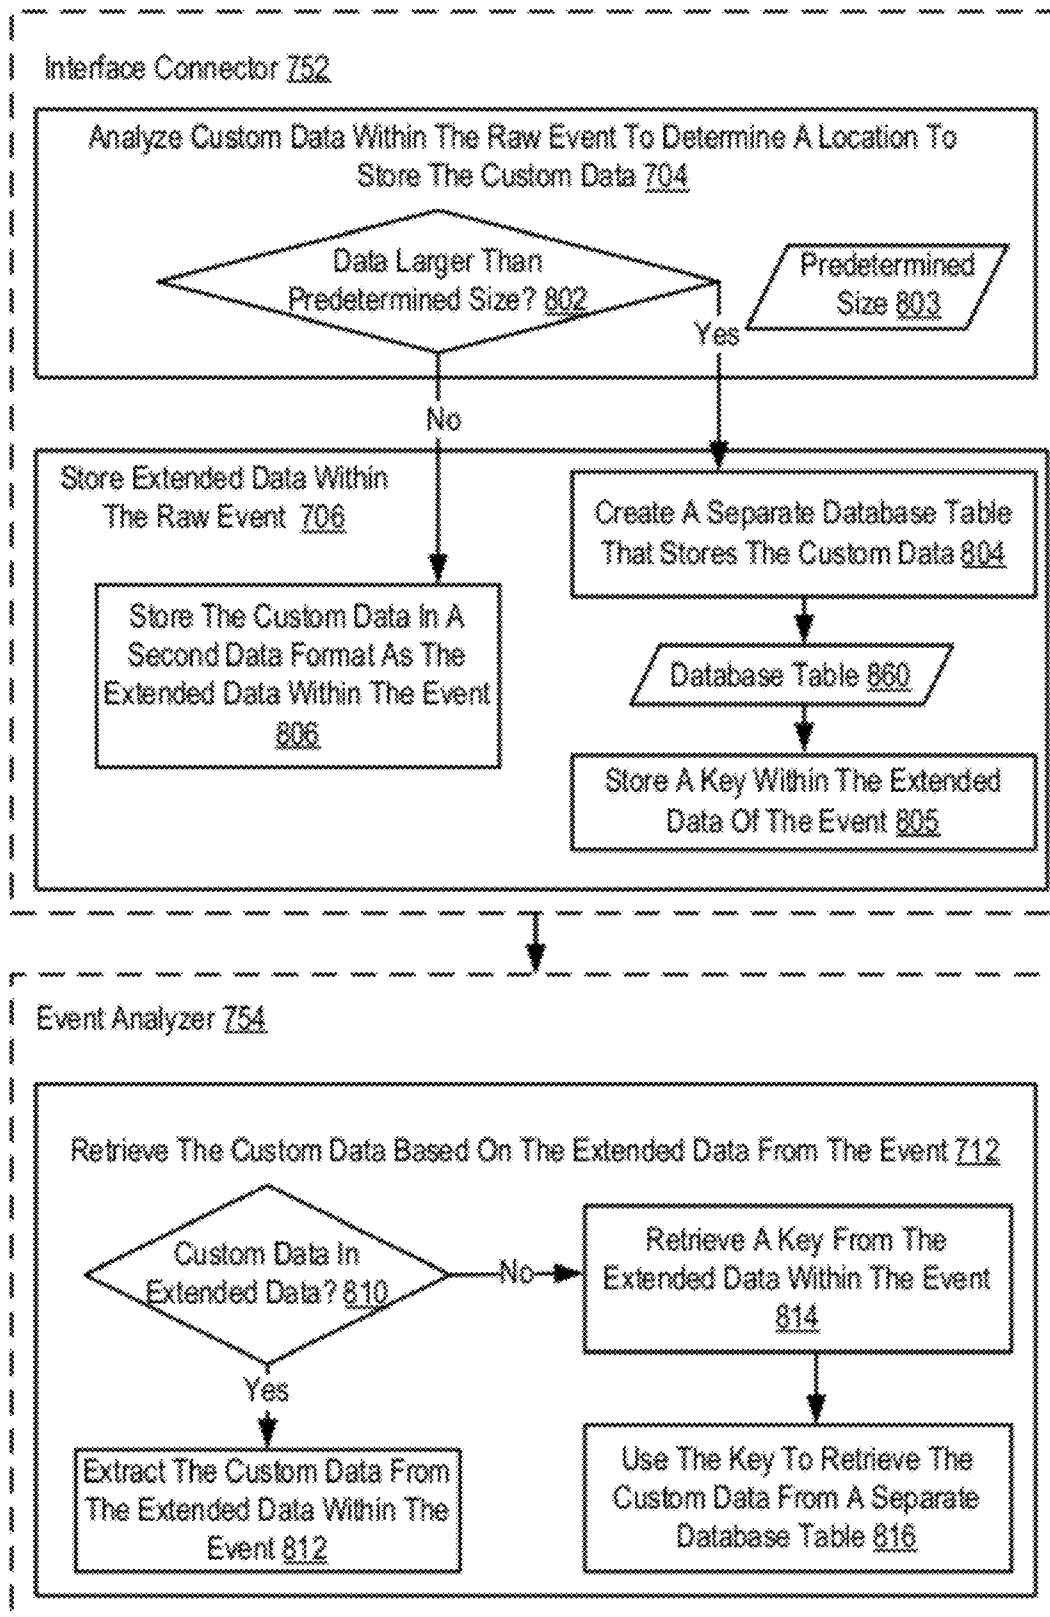 Interface Connector 752
Analyze Custom Data Within The Raw Event To Determine A Location To
Store The Custom Data 704
Data Larger Than
Predetermined Size? 802
Predetermined
Size 803
Yes
No
Store Extended Data Within
The Raw Event 706
Create A Separate Database Table
That Stores The Custom Data 804
Store The Custom Data In A
Second Data Format As The
Extended Data Within The Event
806
Database Table 860
Store A Key Within The Extended
Data Of The Event 805
Event Analyzer 754
Retrieve The Custom Data Based On The Extended Data From The Event 712
Custom Data In
Extended Data? 810
No
Retrieve A Key From The
Extended Data Within The Event
814
Yes
Extract The Custom Data From
The Extended Data Within The
Event 812
Use The Key To Retrieve The
Custom Data From A Separate
Database Table 816